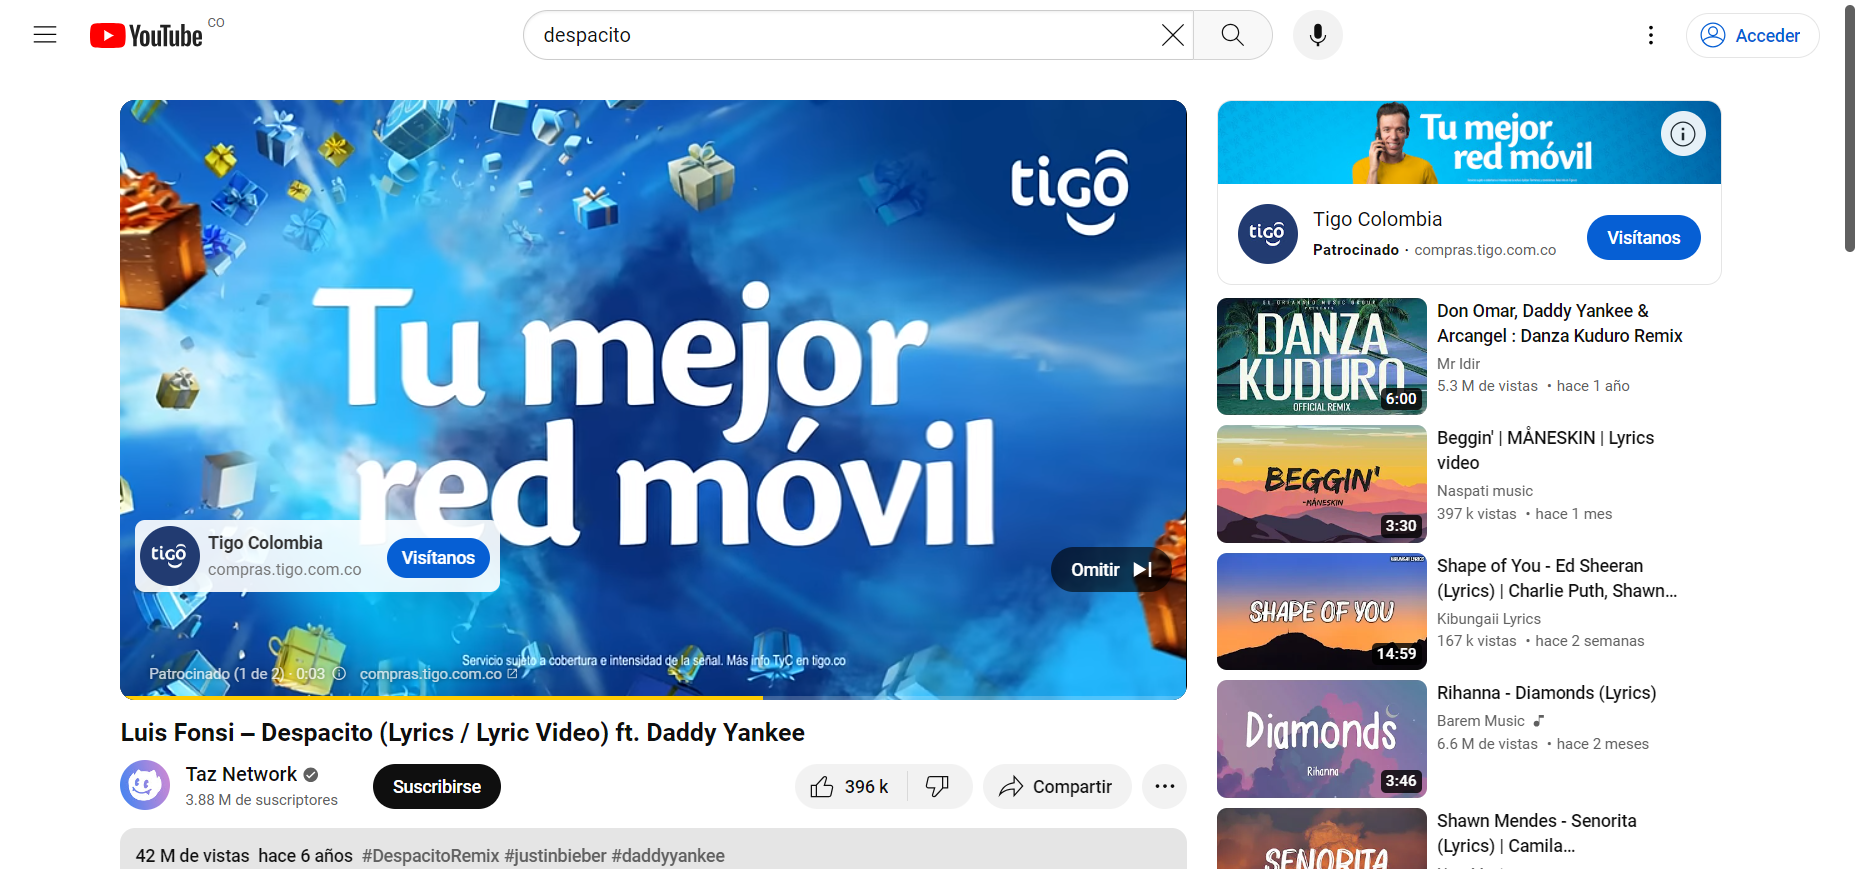 YouTube CO
despacito
Acceder
tigo
Tu mejor
red móvil
tigo
Tigo Colombia
compras.tigo.com.co
Visítanos
Omitir
Servicio sujeto a cobertura e intensidad de la señal. Más info TyC en tigo.co
Patrocinado (1 de 2) · 0:03 compras.tigo.com.co
Luis Fonsi – Despacito (Lyrics / Lyric Video) ft. Daddy Yankee
Taz Network
3.88 M de suscriptores
Suscribirse
396 k
Compartir
42 M de vistas hace 6 años #DespacitoRemix #justinbieber #daddyyankee
Tu mejor
red móvil
tigo
Tigo Colombia
Patrocinado · compras.tigo.com.co
Visítanos
DANZA
KUDURO
OFFICIAL REMIX
6:00
Don Omar, Daddy Yankee &
Arcangel : Danza Kuduro Remix
Mr Idir
5.3 M de vistas • hace 1 año
BEGGIN'
-MÅNESKIN
3:30
Beggin' | MÅNESKIN | Lyrics
video
Naspati music
397 k vistas • hace 1 mes
SHAPE OF YOU
14:59
Shape of You - Ed Sheeran
(Lyrics) | Charlie Puth, Shawn...
Kibungaii Lyrics
167 k vistas • hace 2 semanas
Diamonds
Rihanna
3:46
Rihanna - Diamonds (Lyrics)
Barem Music
6.6 M de vistas • hace 2 meses
SENORITA
Shawn Mendes - Senorita
(Lyrics) | Camila...